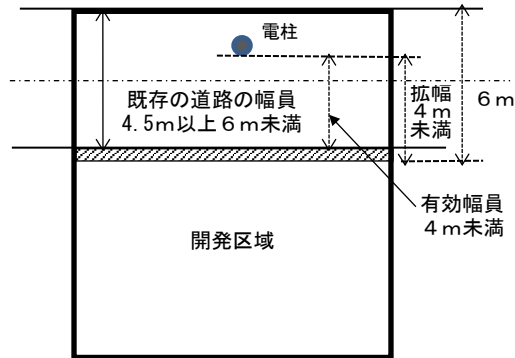 電柱
既存の道路の幅員
4.5ｍ以上６ｍ未満
拡幅
４ｍ
未満
６ｍ
有効幅員
４ｍ未満
開発区域